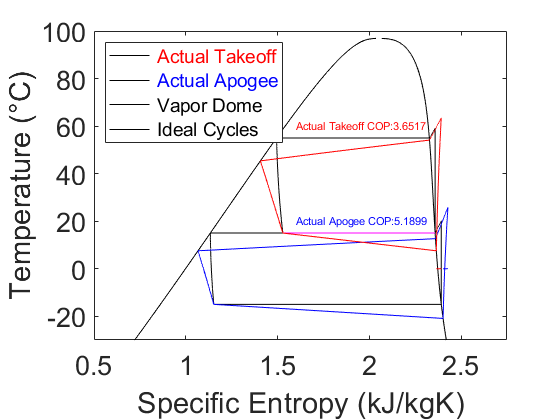 100
80
60
40
20
0
-20
Temperature (°C)
Actual Takeoff
Actual Apogee
Vapor Dome
Ideal Cycles
Actual Takeoff COP:3.6517
Actual Apogee COP:5.1899
0.5
1
1.5
2
2.5
Specific Entropy (kJ/kgK)